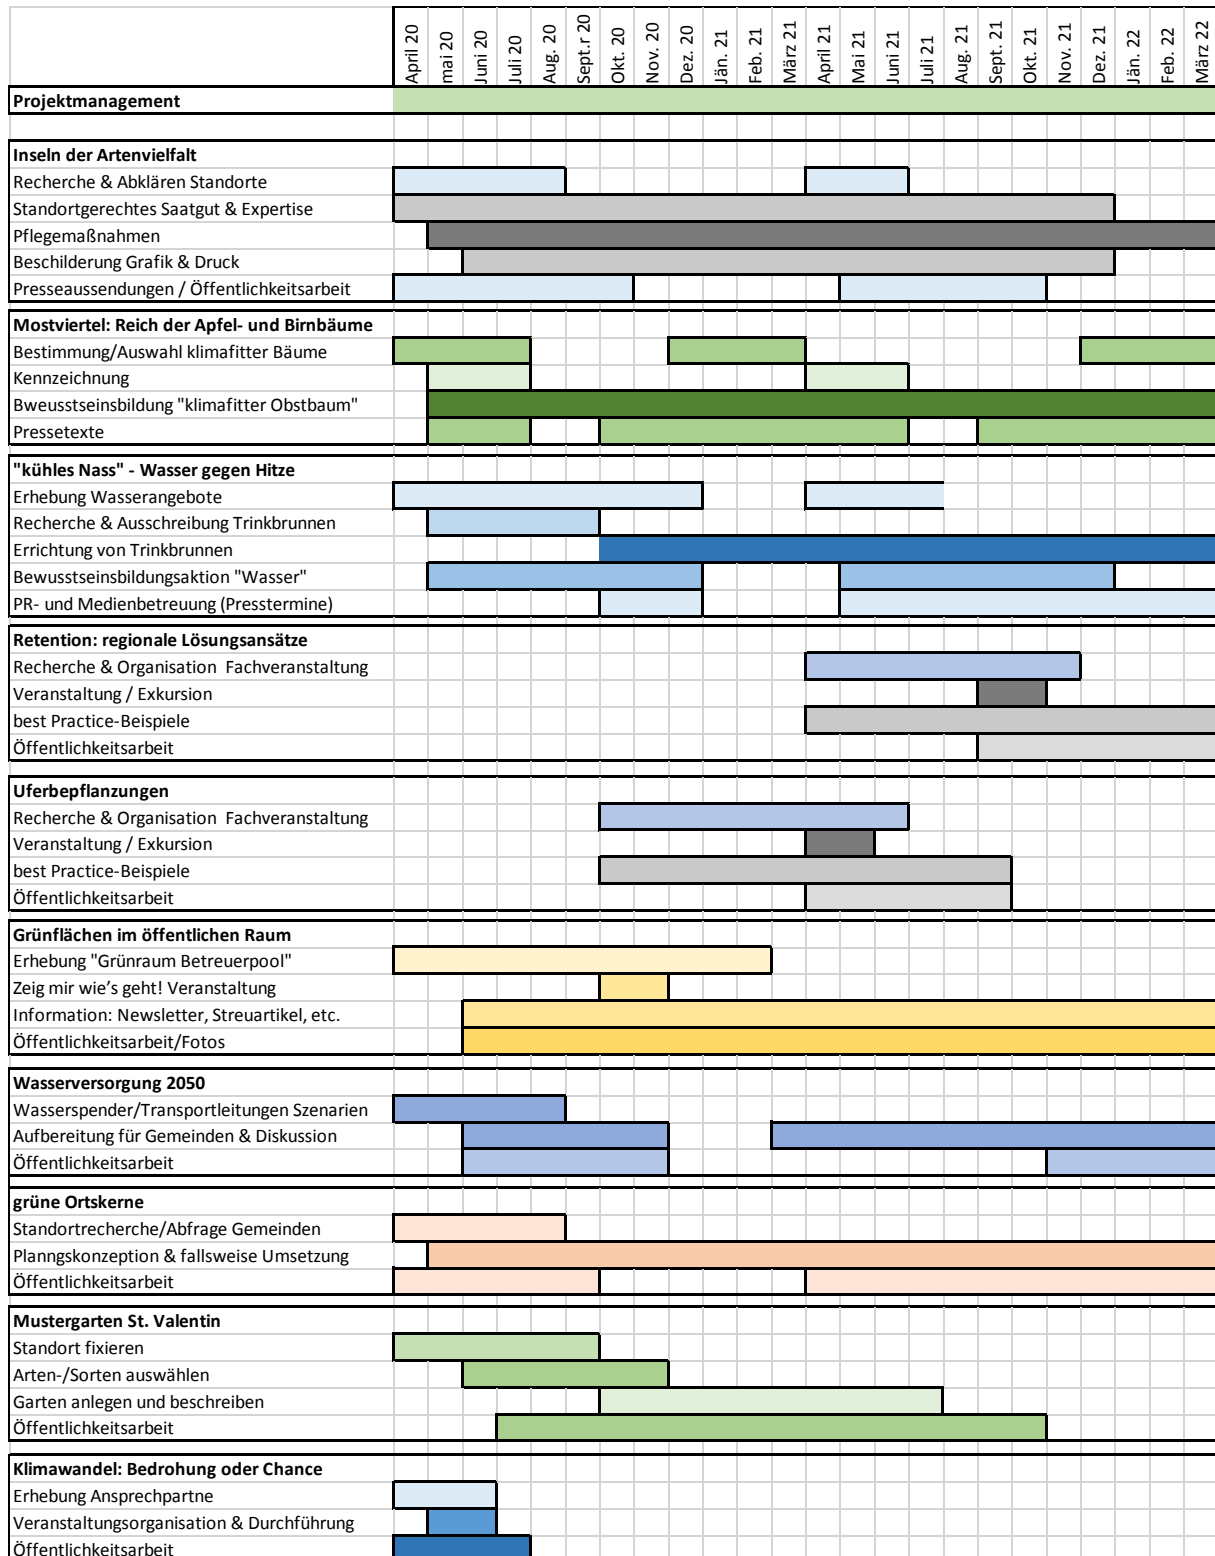 April 20
mai 20
Juni 20
Juli 20
Aug. 20
Sept.r 20
Okt. 20
Nov. 20
Dez. 20
Jän. 21
Feb. 21
März 21
April 21
Mai 21
Juni 21
Juli 21
Aug. 21
Sept. 21
Okt. 21
Nov. 21
Dez. 21
Jän. 22
Feb. 22
März 22
Projektmanagement
Inseln der Artenvielfalt
Recherche & Abklären Standorte
Standortgerechtes Saatgut & Expertise
Pflegemaßnahmen
Beschilderung Grafik & Druck
Presseaussendungen / Öffentlichkeitsarbeit
Mostviertel: Reich der Apfel- und Birnbäume
Bestimmung/Auswahl klimafitter Bäume
Kennzeichnung
Bweusstseinsbildung "klimafitter Obstbaum"
Pressetexte
"kühles Nass" - Wasser gegen Hitze
Erhebung Wasserangebote
Recherche & Ausschreibung Trinkbrunnen
Errichtung von Trinkbrunnen
Bewusstseinsbildungsaktion "Wasser"
PR- und Medienbetreuung (Presstermine)
Retention: regionale Lösungsansätze
Recherche & Organisation  Fachveranstaltung
Veranstaltung / Exkursion
best Practice-Beispiele
Öffentlichkeitsarbeit
Uferbepflanzungen
Recherche & Organisation  Fachveranstaltung
Veranstaltung / Exkursion
best Practice-Beispiele
Öffentlichkeitsarbeit
Grünflächen im öffentlichen Raum
Erhebung "Grünraum Betreuerpool"
Zeig mir wie's geht! Veranstaltung
Information: Newsletter, Streuartikel, etc.
Öffentlichkeitsarbeit/Fotos
Wasserversorgung 2050
Wasserspender/Transportleitungen Szenarien
Aufbereitung für Gemeinden & Diskussion
Öffentlichkeitsarbeit
grüne Ortskerne
Standortrecherche/Abfrage Gemeinden
Planngskonzeption & fallsweise Umsetzung
Öffentlichkeitsarbeit
Mustergarten St. Valentin
Standort fixieren
Arten-/Sorten auswählen
Garten anlegen und beschreiben
Öffentlichkeitsarbeit
Klimawandel: Bedrohung oder Chance
Erhebung Ansprechpartne
Veranstaltungsorganisation & Durchführung
Öffentlichkeitsarbeit